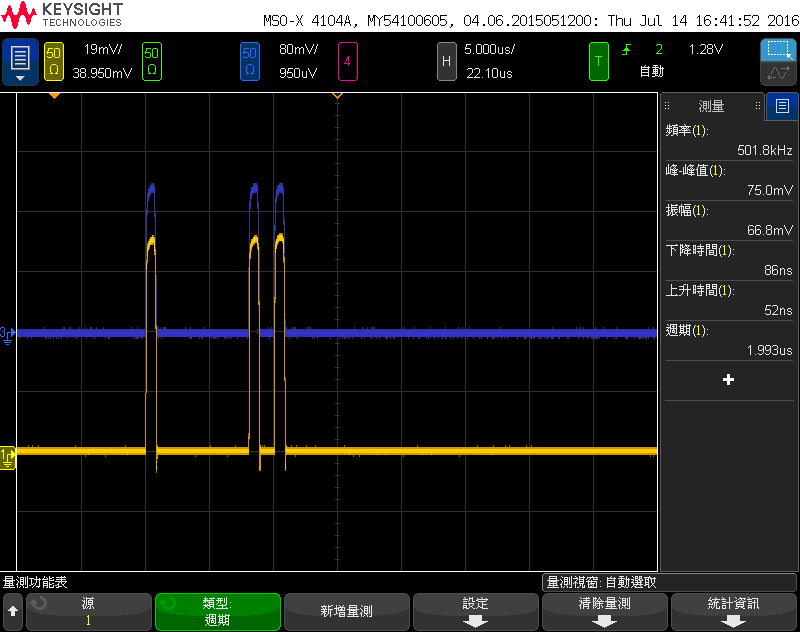 KEYSIGHT
TECHNOLOGIES
MSO-X 4104A, MY54100605, 04.06.2015051200: Thu Jul 14 16:41:52 2016
50 Ω 19mV/ 50 Ω 50 Ω 80mV/ 4 H 5.000us/ T 2 1.28V
38.950mV 950uV 22.10us 自動
測量
頻率(1):
501.8kHz
峰-峰值(1):
75.0mV
振幅(1):
66.8mV
下降時間(1):
86ns
上升時間(1):
52ns
週期(1):
1.993us
3
1
量測功能表 量測視窗: 自動選取
源 類型: 新增量測 設定 清除量測 統計資訊
1 週期